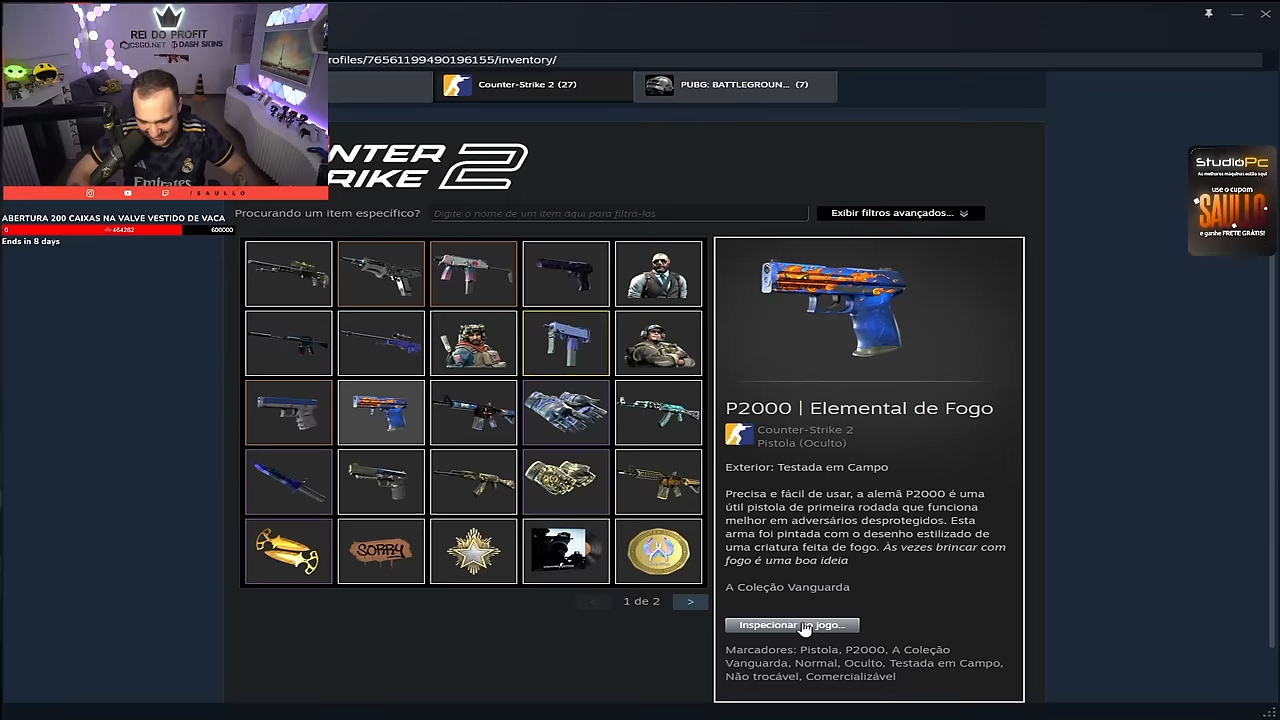 REI DO PROFIT
CSGO.NET DASH SKINS
Emirates
/SAULLO
ABERTURA 200 CAIXAS NA VALVE VESTIDO DE VACA
0 464282 600000
Ends in 8 days
rofiles/76561199490196155/inventory/
Counter-Strike 2 (27)
PUBG: BATTLEGROUN... (7)
NTER
RIKE 2
Procurando um item específico?
Digite o nome de um item aqui para filtrá-los
Exibir filtros avançados...
SORRY
1 de 2
>
P2000 | Elemental de Fogo
Counter-Strike 2
Pistola (Oculto)
Exterior: Testada em Campo
Precisa e fácil de usar, a alemã P2000 é uma
útil pistola de primeira rodada que funciona
melhor em adversários desprotegidos. Esta
arma foi pintada com o desenho estilizado de
uma criatura feita de fogo. Às vezes brincar com
fogo é uma boa ideia
A Coleção Vanguarda
Inspecionar no jogo...
Marcadores: Pistola, P2000, A Coleção
Vanguarda, Normal, Oculto, Testada em Campo,
Não trocável, Comercializável
StudioPc
As melhores máquinas estão aqui
use o cupom
SAULLO
e ganhe FRETE GRÁTIS!